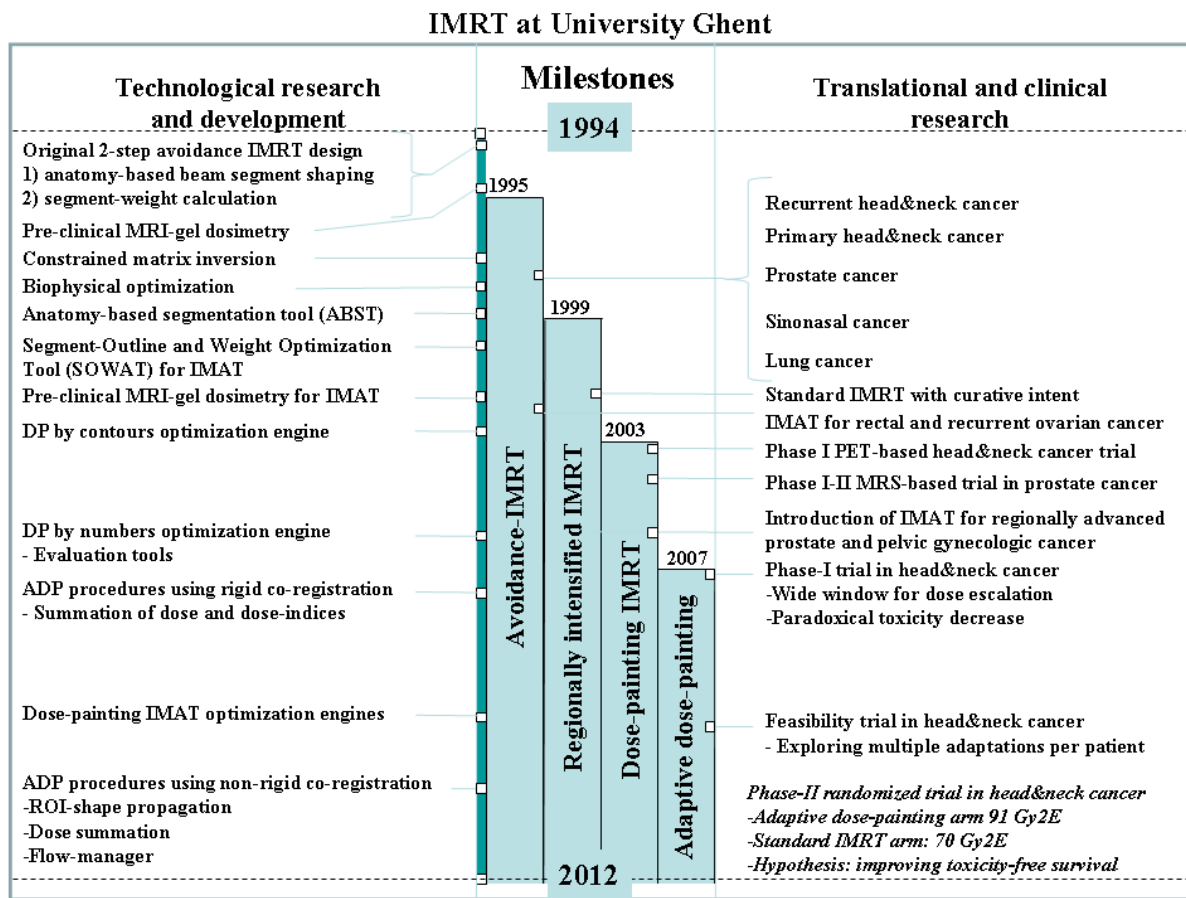 IMRT at University Ghent
Technological research
and development
Original 2-step avoidance IMRT design
1) anatomy-based beam segment shaping
2) segment-weight calculation
Pre-clinical MRI-gel dosimetry
Constrained matrix inversion
Biophysical optimization
Anatomy-based segmentation tool (ABST)
Segment-Outline and Weight Optimization
Tool (SOWAT) for IMAT
Pre-clinical MRI-gel dosimetry for IMAT
DP by contours optimization engine
DP by numbers optimization engine
- Evaluation tools
ADP procedures using rigid co-registration
- Summation of dose and dose-indices
Dose-painting IMAT optimization engines
ADP procedures using non-rigid co-registration
-ROI-shape propagation
-Dose summation
-Flow-manager
Milestones
1994
1995
Avoidance-IMRT
1999
Regionally intensified IMRT
2003
Dose-painting IMRT
2007
Adaptive dose-painting
2012
Translational and clinical
research
Recurrent head&neck cancer
Primary head&neck cancer
Prostate cancer
Sinonasal cancer
Lung cancer
Standard IMRT with curative intent
IMAT for rectal and recurrent ovarian cancer
Phase I PET-based head&neck cancer trial
Phase I-II MRS-based trial in prostate cancer
Introduction of IMAT for regionally advanced
prostate and pelvic gynecologic cancer
Phase-I trial in head&neck cancer
-Wide window for dose escalation
-Paradoxical toxicity decrease
Feasibility trial in head&neck cancer
- Exploring multiple adaptations per patient
Phase-II randomized trial in head&neck cancer
-Adaptive dose-painting arm 91 Gy2E
-Standard IMRT arm: 70 Gy2E
-Hypothesis: improving toxicity-free survival